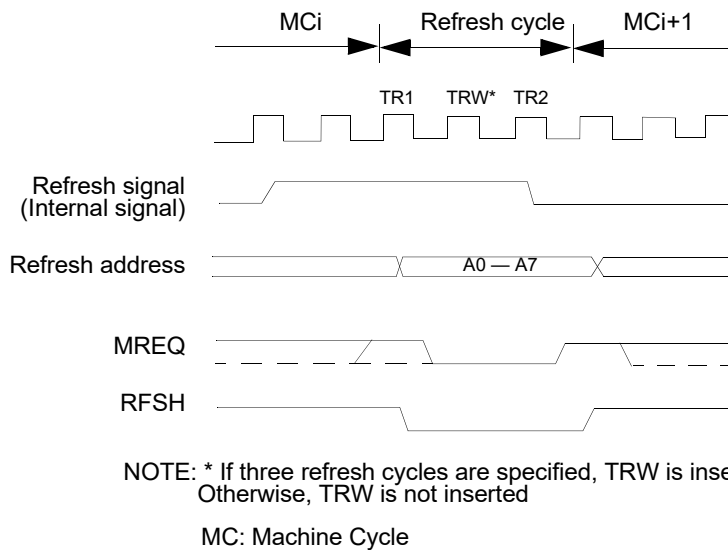 MCi Refresh cycle MCi+1
TR1 TRW* TR2
Refresh signal
(Internal signal)
Refresh address A0 — A7
MREQ
RFSH
NOTE: * If three refresh cycles are specified, TRW is inse
Otherwise, TRW is not inserted
MC: Machine Cycle